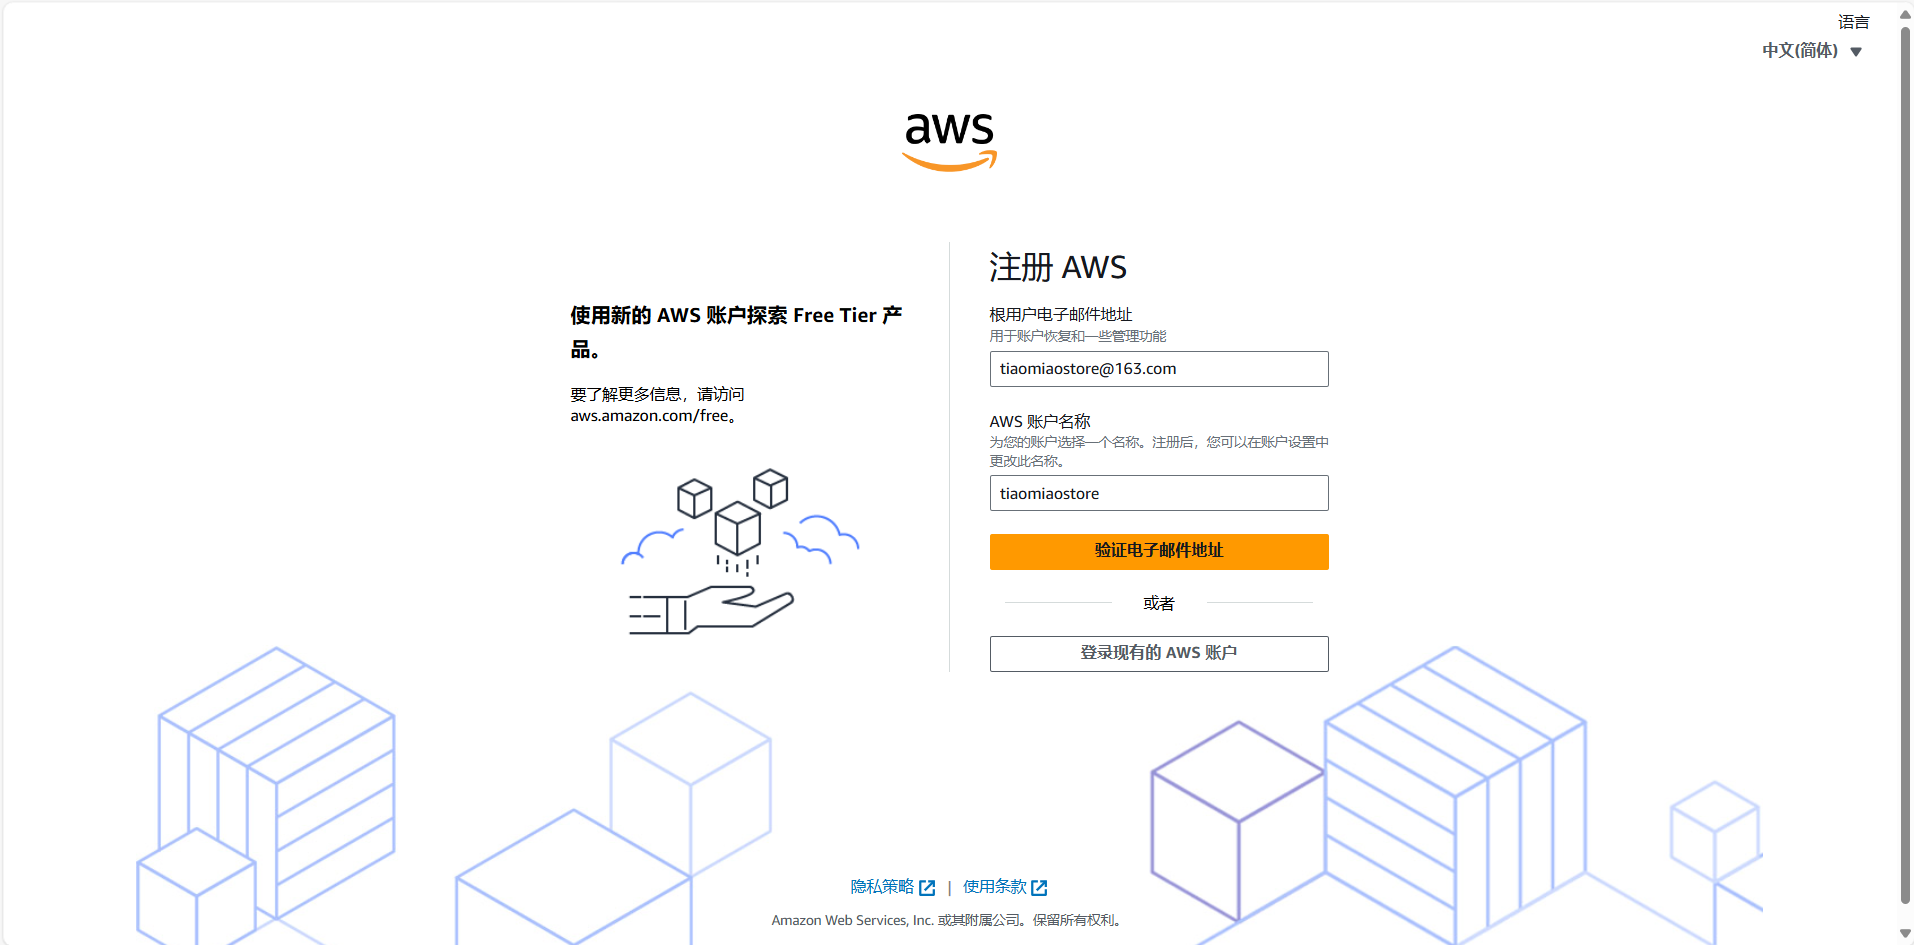 语言
中文(简体)
aws
使用新的 AWS 账户探索 Free Tier 产
品。
要了解更多信息，请访问
aws.amazon.com/free。
注册 AWS
根用户电子邮件地址
用于账户恢复和一些管理功能
tiaomiaostore@163.com
AWS 账户名称
为您的账户选择一个名称。注册后，您可以在账户设置中
更改此名称。
tiaomiaostore
验证电子邮件地址
或者
登录现有的 AWS 账户
隐私策略 | 使用条款
Amazon Web Services, Inc. 或其附属公司。保留所有权利。